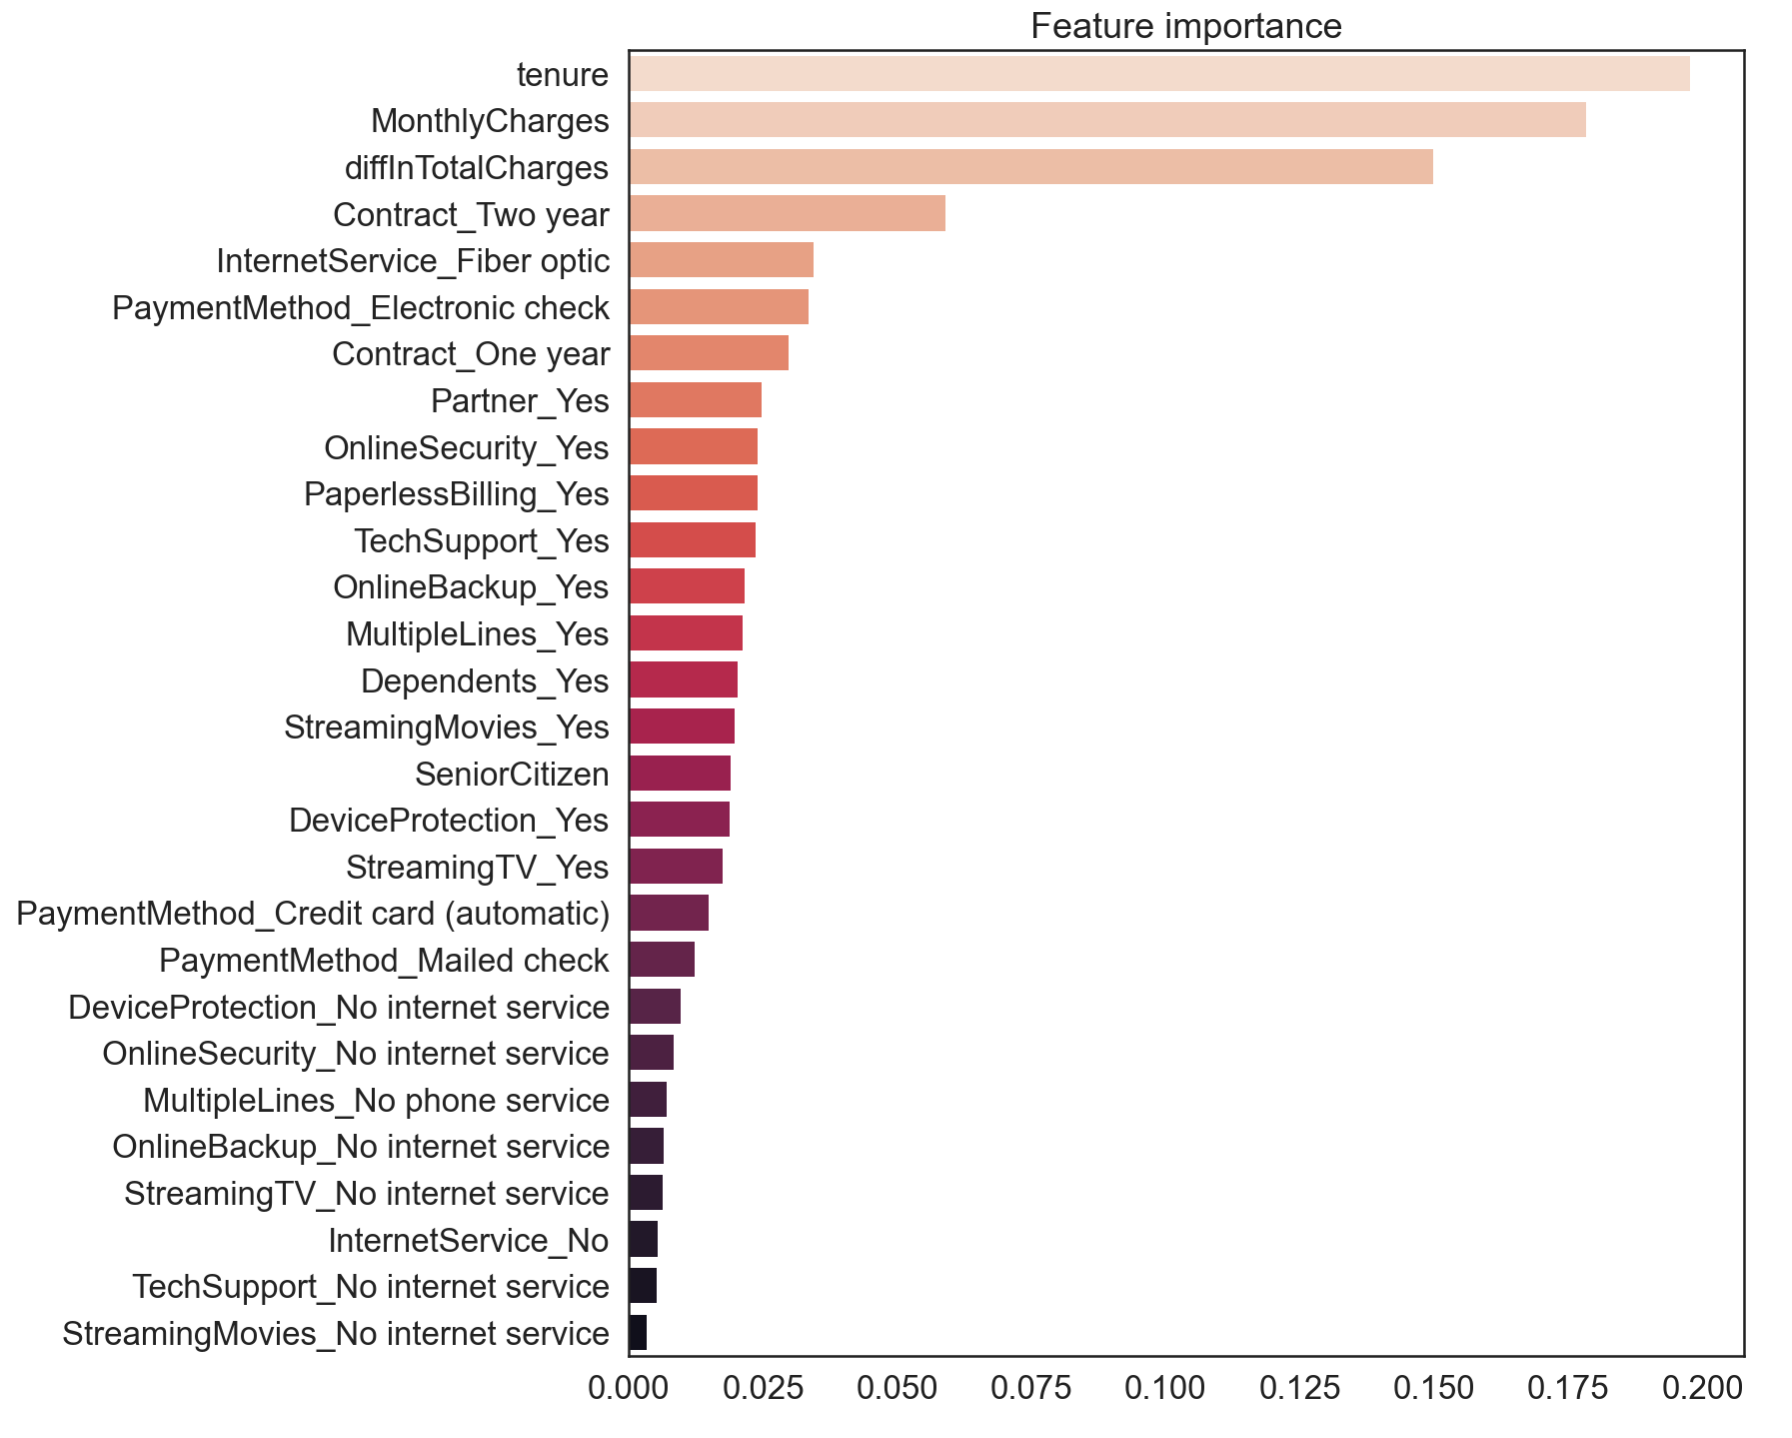 Feature importance
tenure
MonthlyCharges
diffInTotalCharges
Contract_Two year
InternetService_Fiber optic
PaymentMethod_Electronic check
Contract_One year
Partner_Yes
OnlineSecurity_Yes
PaperlessBilling_Yes
TechSupport_Yes
OnlineBackup_Yes
MultipleLines_Yes
Dependents_Yes
StreamingMovies_Yes
SeniorCitizen
DeviceProtection_Yes
StreamingTV_Yes
PaymentMethod_Credit card (automatic)
PaymentMethod_Mailed check
DeviceProtection_No internet service
OnlineSecurity_No internet service
MultipleLines_No phone service
OnlineBackup_No internet service
StreamingTV_No internet service
InternetService_No
TechSupport_No internet service
StreamingMovies_No internet service
0.000 0.025 0.050 0.075 0.100 0.125 0.150 0.175 0.200